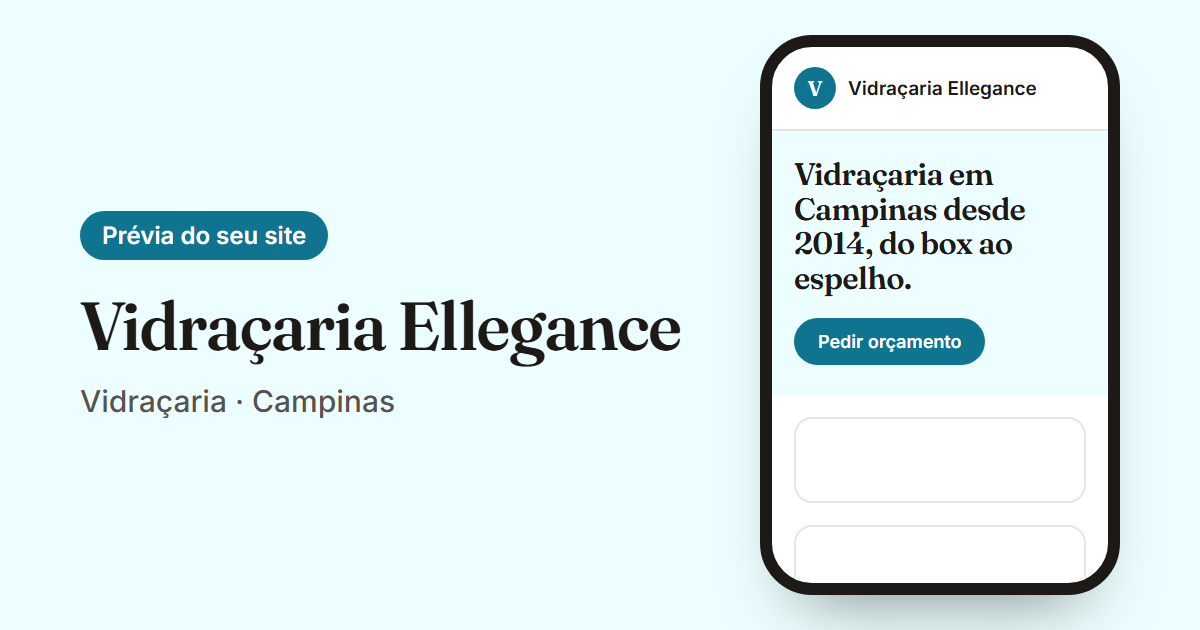 Prévia do seu site
Vidraçaria Ellegance
Vidraçaria · Campinas
V
Vidraçaria Ellegance
Vidraçaria em
Campinas desde
2014, do box ao
espelho.
Pedir orçamento